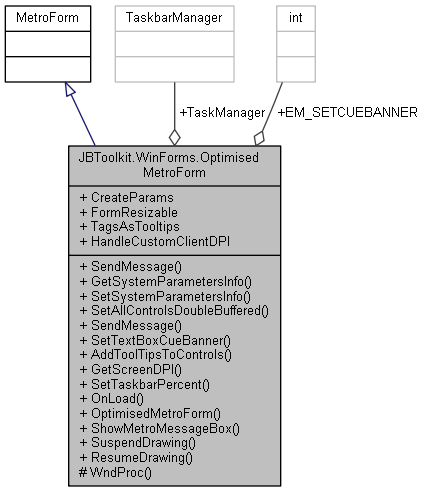 MetroForm
TaskbarManager
int
+TaskManager
+EM_SETCUEBANNER
JBToolkit.WinForms.Optimised
MetroForm
+ CreateParams
+ FormResizable
+ TagsAsTooltips
+ HandleCustomClientDPI
+ SendMessage()
+ GetSystemParametersInfo()
+ SetSystemParametersInfo()
+ SetAllControlsDoubleBuffered()
+ SendMessage()
+ SetTextBoxCueBanner()
+ AddToolTipsToControls()
+ GetScreenDPI()
+ SetTaskbarPercent()
+ OnLoad()
+ OptimisedMetroForm()
+ ShowMetroMessageBox()
+ SuspendDrawing()
+ ResumeDrawing()
# WndProc()